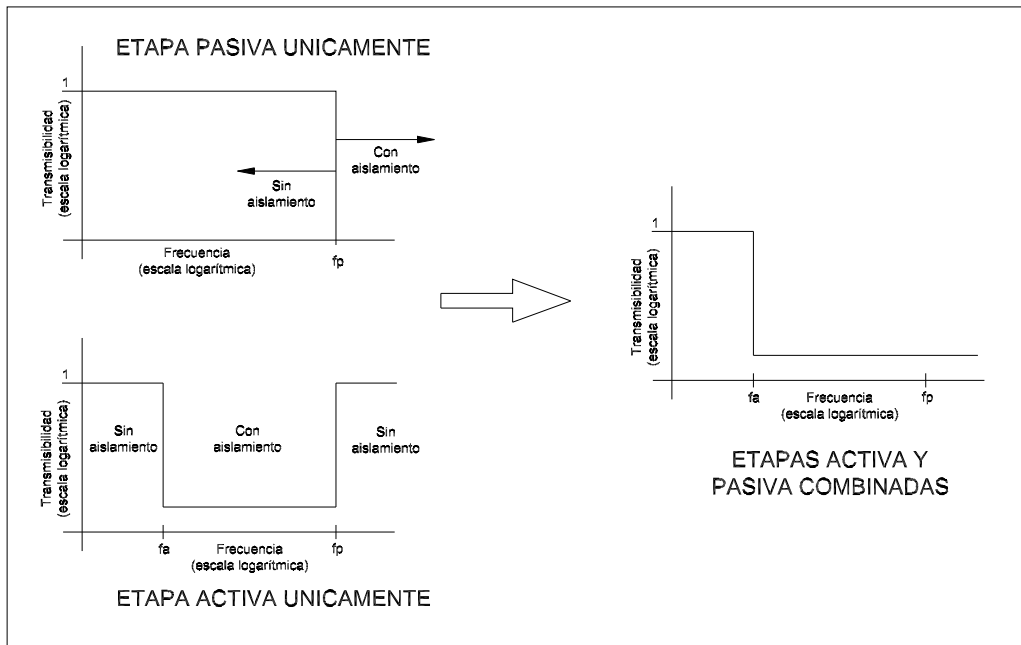 ETAPA PASIVA UNICAMENTE
1
Transmisibilidad
(escala logarítmica)
Con
aislamiento
Sin
aislamiento
Frecuencia
(escala logarítmica)
fp
1
Transmisibilidad
(escala logarítmica)
Sin
aislamiento
Con
aislamiento
Sin
aislamiento
fa
Frecuencia
(escala logarítmica)
fp
ETAPA ACTIVA UNICAMENTE
1
Transmisibilidad
(escala logarítmica)
fa
Frecuencia
(escala logarítmica)
fp
ETAPAS ACTIVA Y
PASIVA COMBINADAS